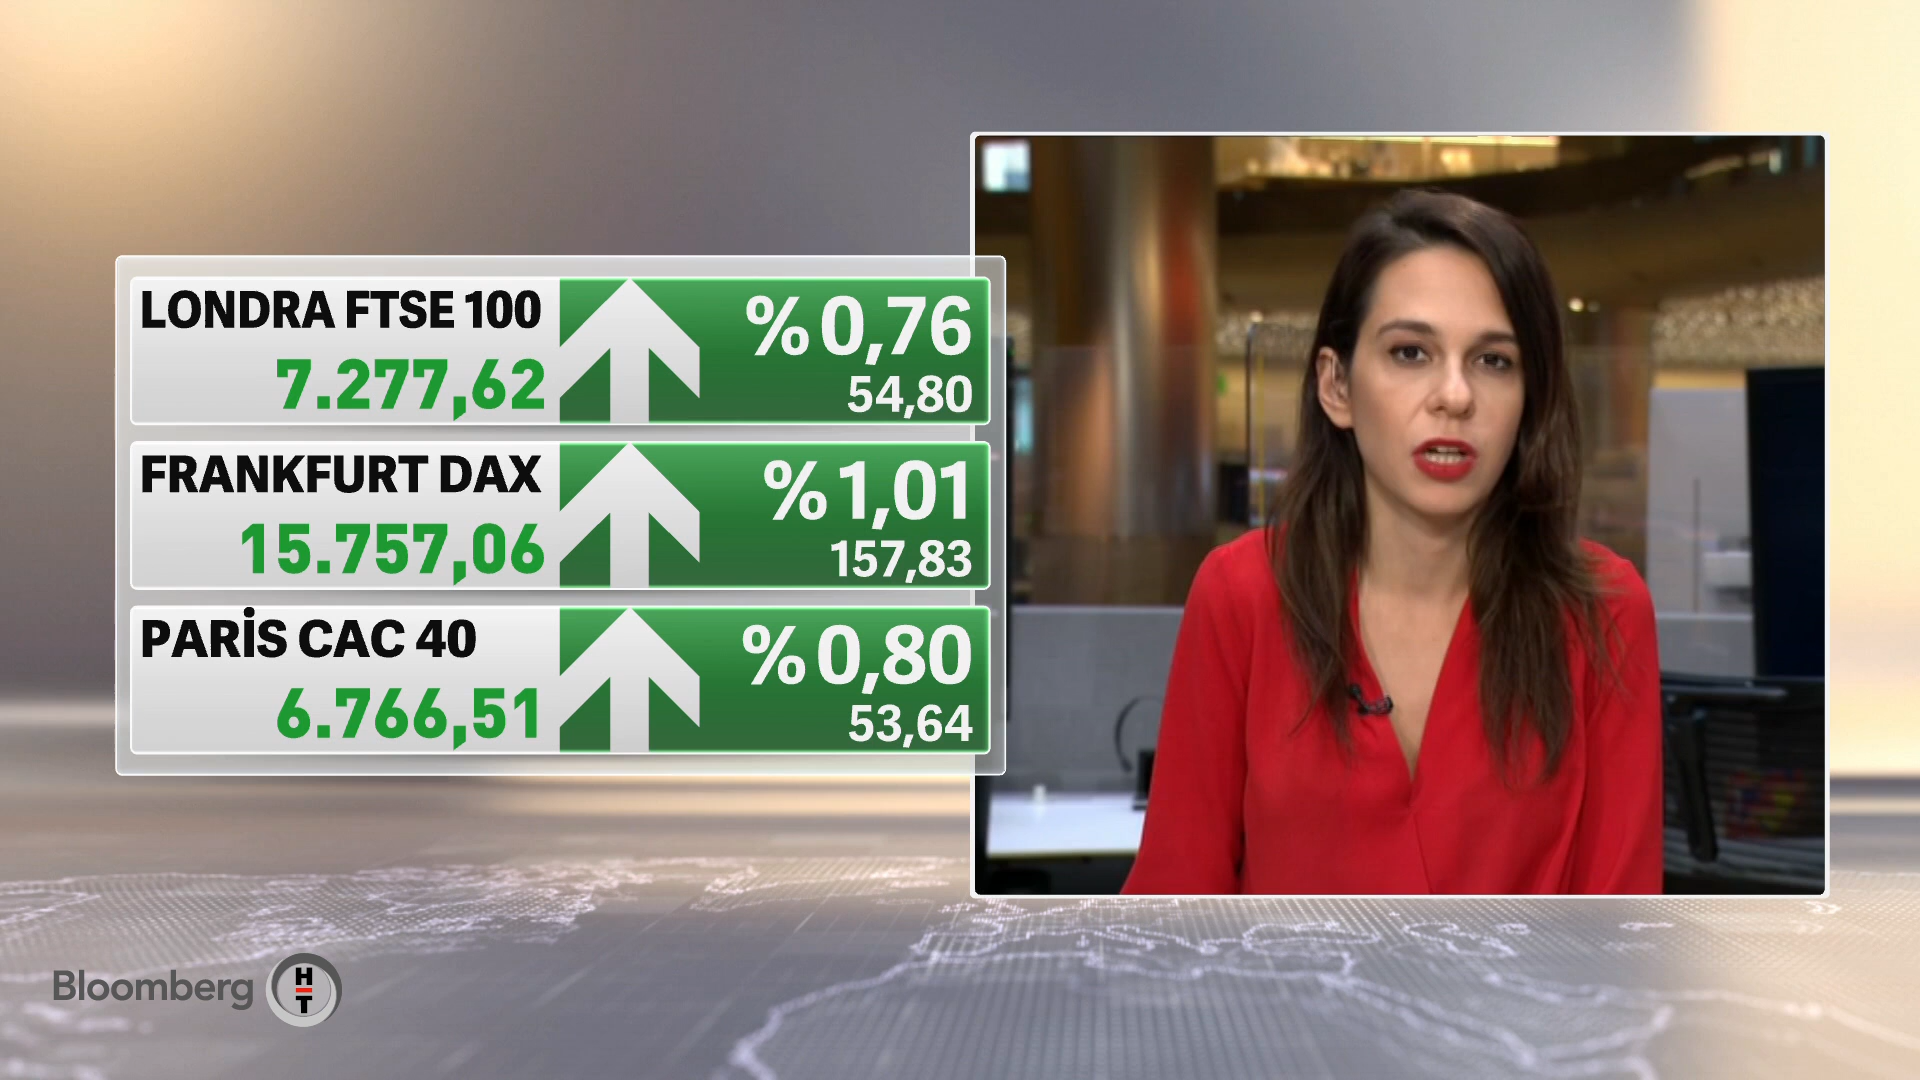 LONDRA FTSE 100
7.277,62
%0,76
54,80
FRANKFURT DAX
15.757,06
%1,01
157,83
PARİS CAC 40
6.766,51
%0,80
53,64
Bloomberg HT